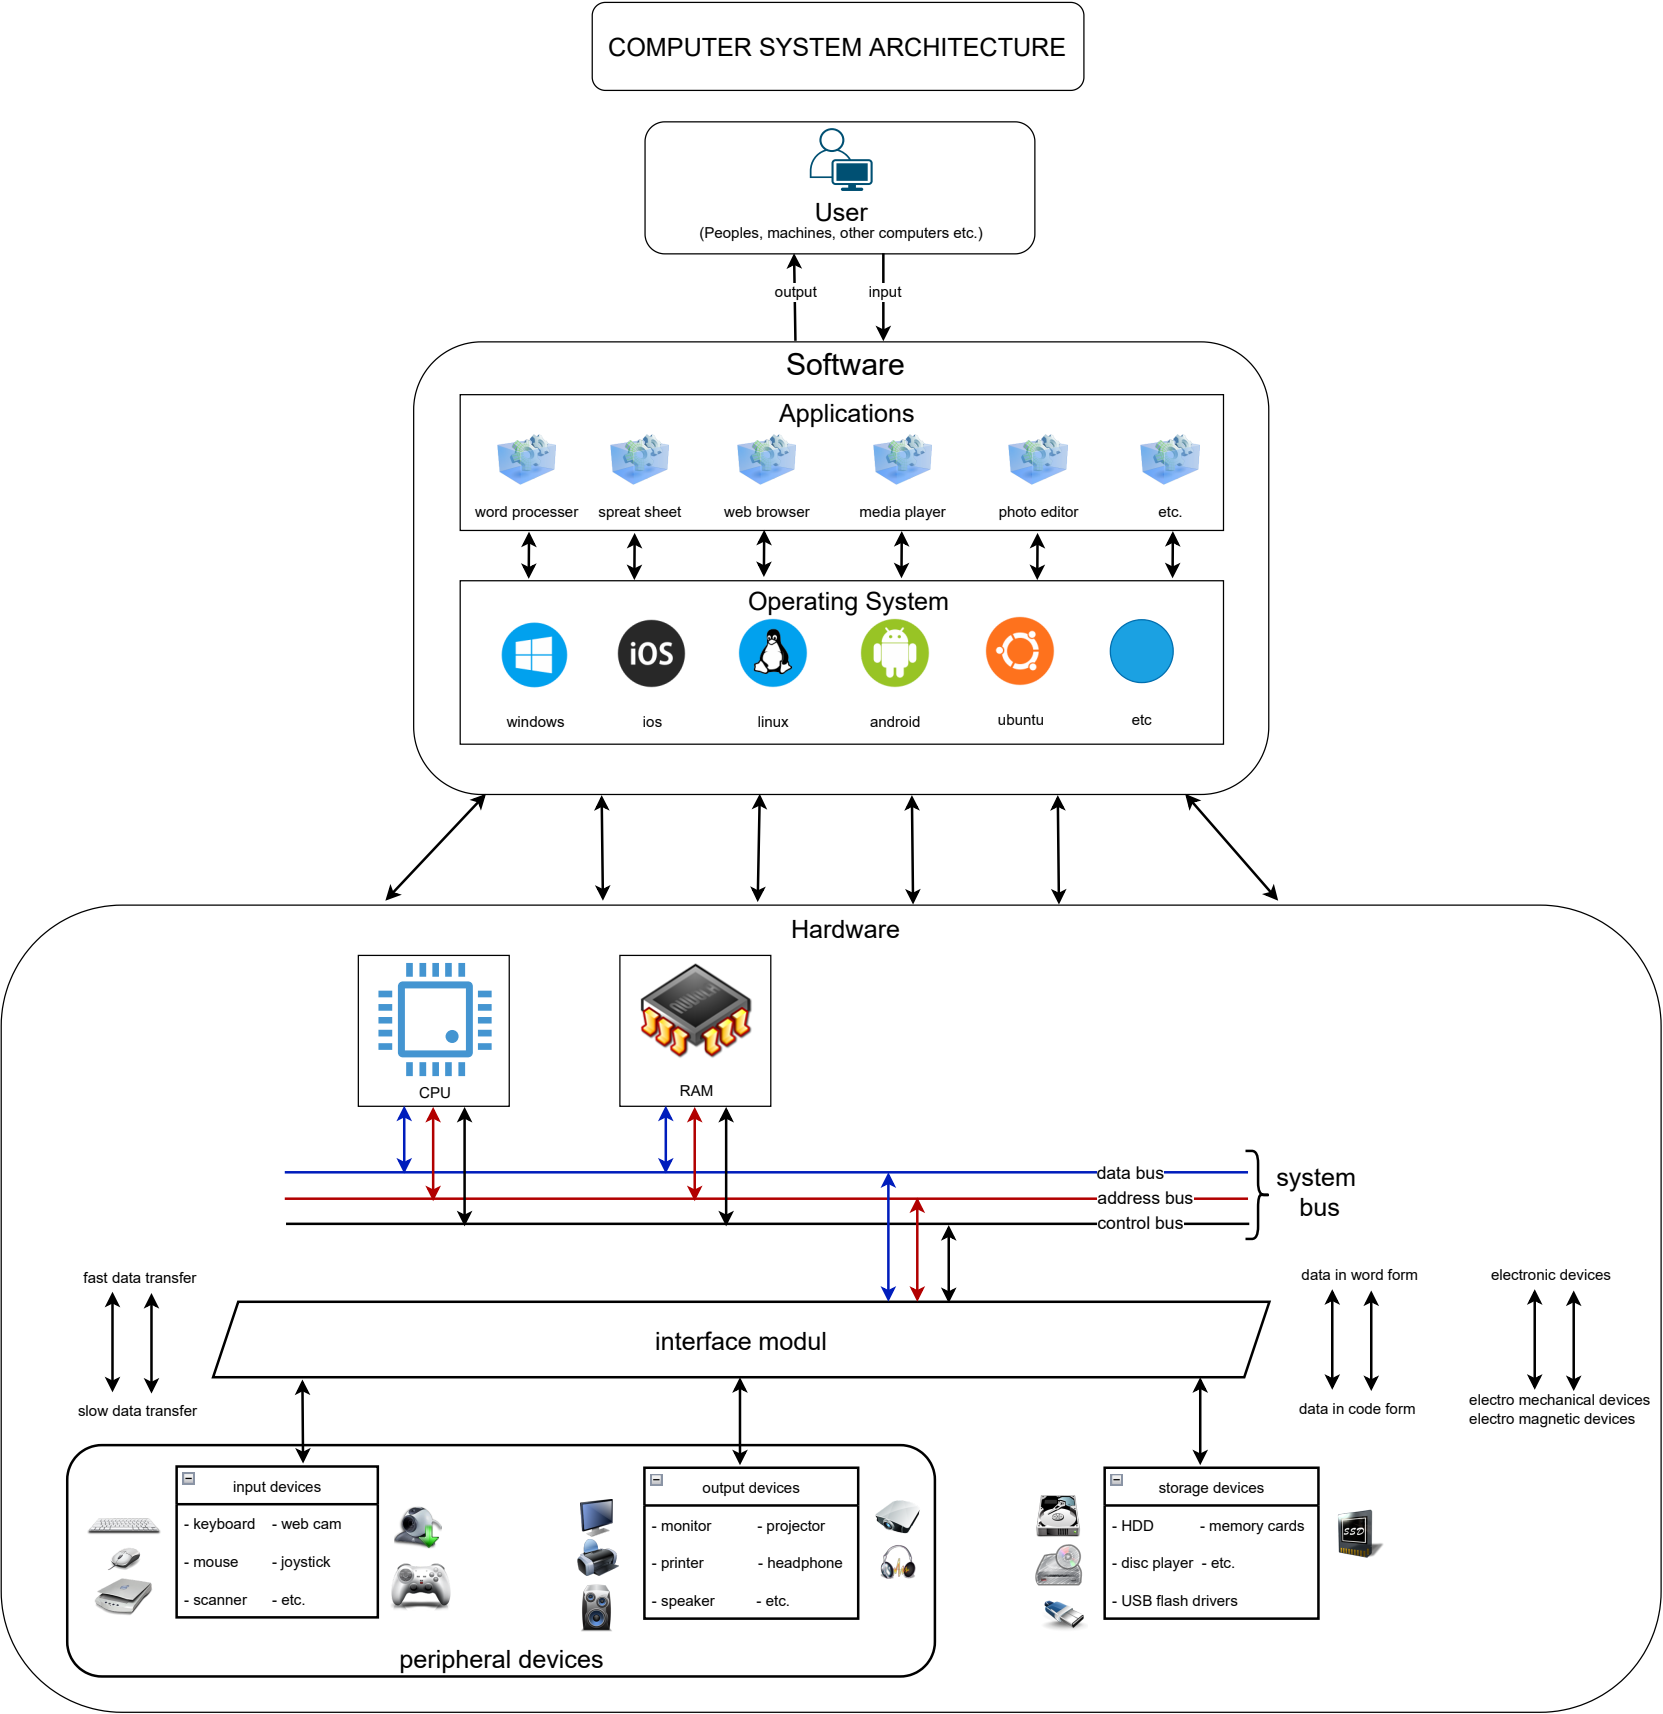 COMPUTER SYSTEM ARCHITECTURE
User
(Peoples, machines, other computers etc.)
output
input
Software
Applications
word processer
spreat sheet
web browser
media player
photo editor
etc.
Operating System
iOS
windows
ios
linux
android
ubuntu
etc
Hardware
CPU
RAM
data bus
address bus
control bus
system
bus
fast data transfer
slow data transfer
interface modul
data in word form
data in code form
electronic devices
electro mechanical devices
electro magnetic devices
input devices
- keyboard
- web cam
- mouse
- joystick
- scanner
- etc.
output devices
- monitor
- projector
- printer
- headphone
- speaker
- etc.
peripheral devices
storage devices
- HDD
- memory cards
- disc player
- etc.
- USB flash drivers
SSD